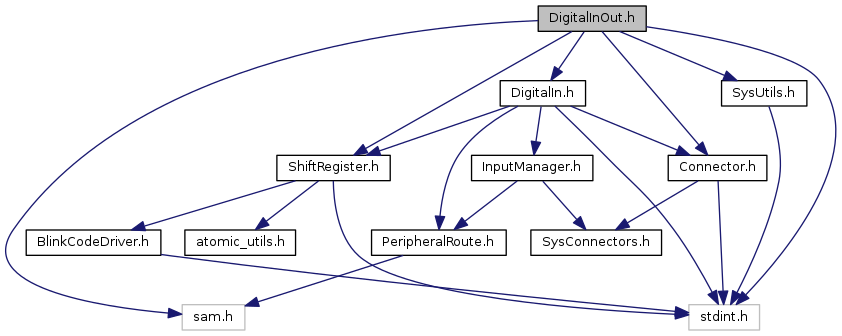 DigitalInOut.h
DigitalIn.h
SysUtils.h
ShiftRegister.h
InputManager.h
Connector.h
BlinkCodeDriver.h
atomic_utils.h
PeripheralRoute.h
SysConnectors.h
sam.h
stdint.h